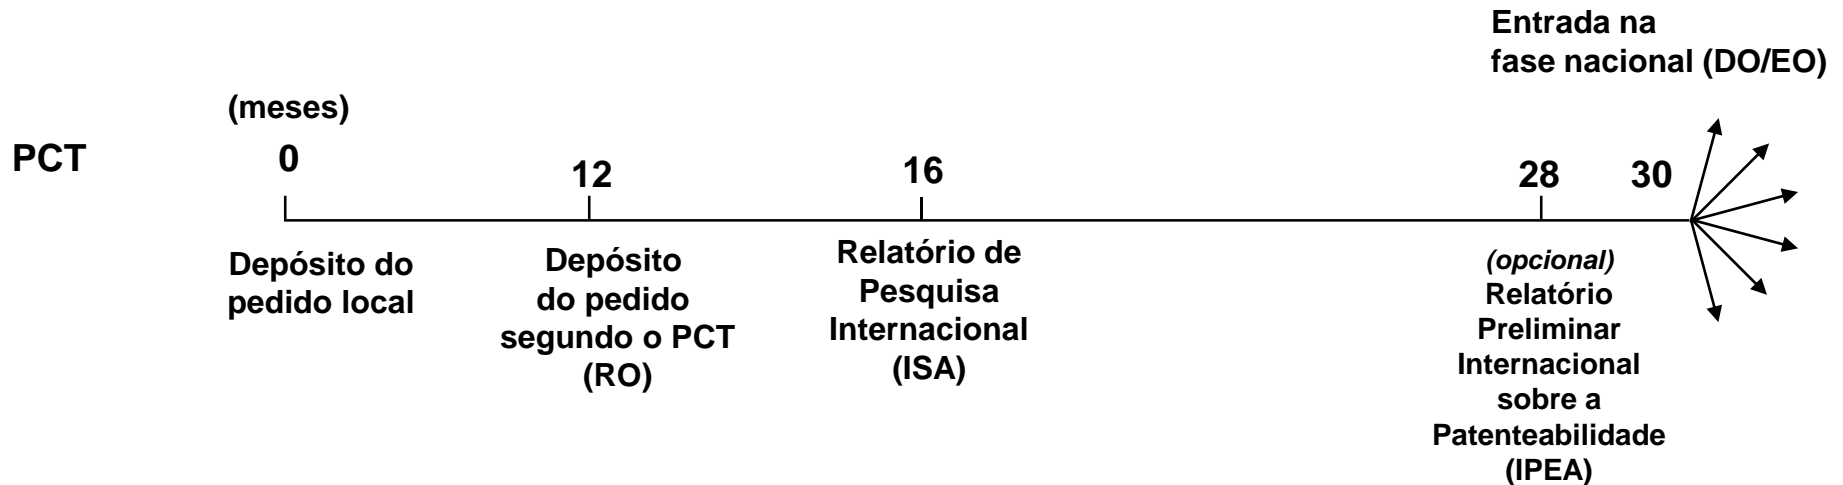 Entrada na
fase nacional (DO/EO)
(meses)
PCT
0
12
16
28
30
Depósito do
pedido local
Depósito
do pedido
segundo o PCT
(RO)
Relatório de
Pesquisa
Internacional
(ISA)
(opcional)
Relatório
Preliminar
Internacional
sobre a
Patenteabilidade
(IPEA)